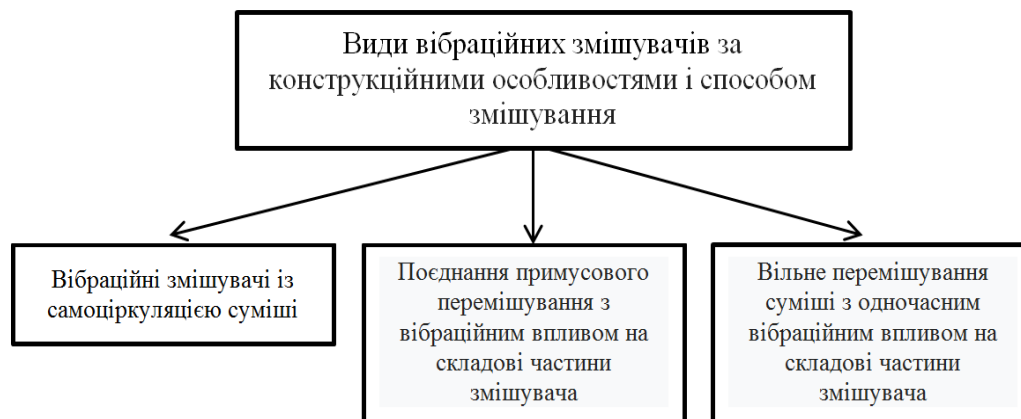 Види вібраційних змішувачів за
конструкційними особливостями і способом
змішування
Вібраційні змішувачі із
самоціркуляцією суміші
Поєднання примусового
перемішування з
вібраційним впливом на
складові частини
змішувача
Вільне перемішування
суміші з одночасним
вібраційним впливом на
складові частини
змішувача